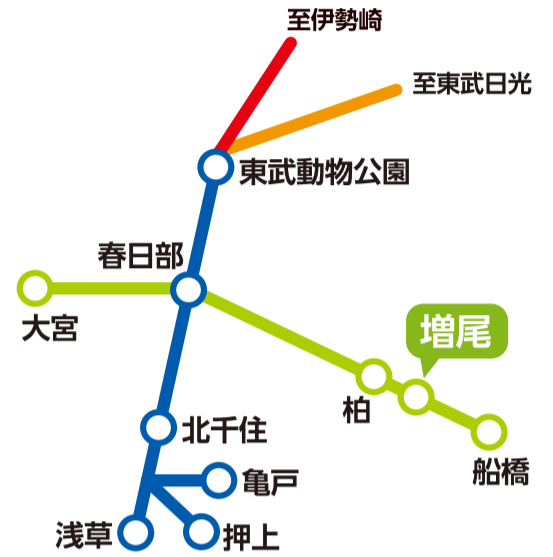 至伊勢崎
至東武日光
東武動物公園
春日部
大宮
増尾
柏
北千住
船橋
亀戸
浅草
押上